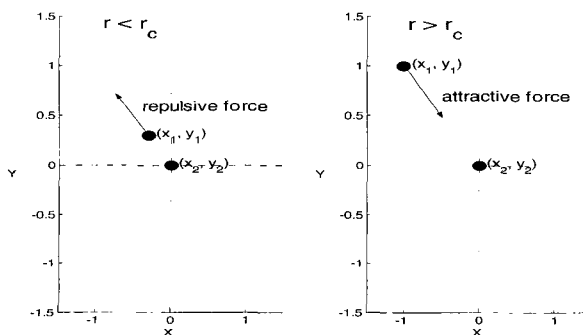 r < r_c
1.5
1
0.5
0
-0.5
-1
-1.5
Y
repulsive force
(x_1, y_1)
(x_2, y_2)
-1
0
1
X
r > r_c
1.5
1
0.5
0
-0.5
-1
-1.5
Y
(x_1, y_1)
attractive force
(x_2, y_2)
-1
0
1
X